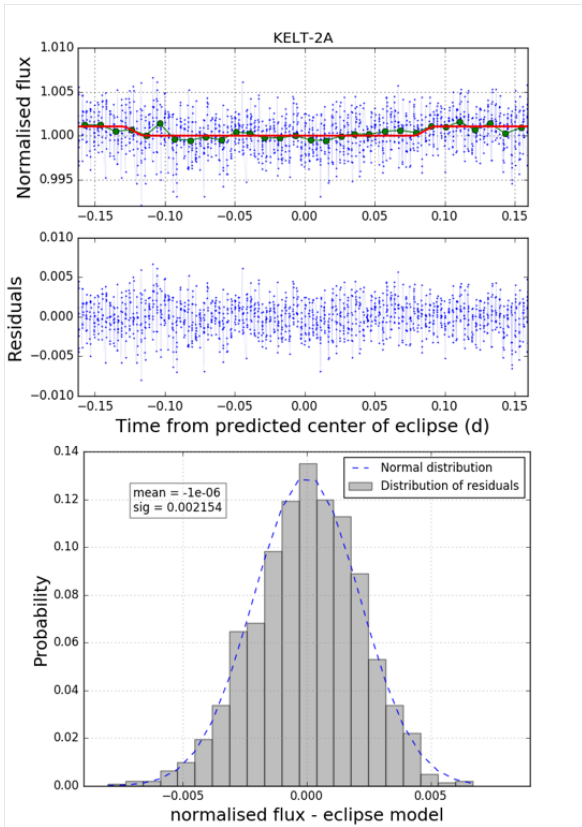 KELT-2A
1.010
1.005
1.000
0.995
Normalised flux
−0.15 −0.10 −0.05 0.00 0.05 0.10 0.15
0.010
0.005
0.000
−0.005
−0.010
Residuals
−0.15 −0.10 −0.05 0.00 0.05 0.10 0.15
Time from predicted center of eclipse (d)
0.14
0.12
0.10
0.08
0.06
0.04
0.02
0.00
Probability
mean = -1e-06
sig = 0.002154
Normal distribution
Distribution of residuals
−0.005 0.000 0.005
normalised flux - eclipse model